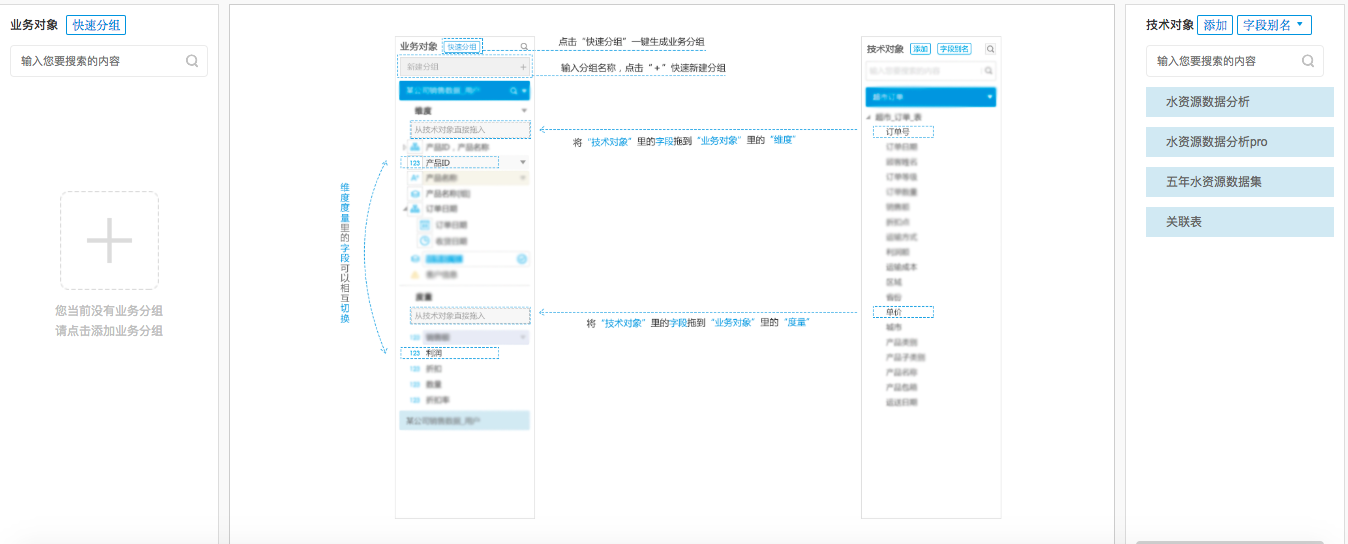 业务对象 快速分组
输入您要搜索的内容
您当前没有业务分组
请点击添加业务分组
业务对象 快速分组
点击“快速分组”一键生成业务分组
新建分组 +
输入分组名称，点击“+”快速新建分组
某公司销售数据_用户
维度
从技术对象直接拖入
将“技术对象”里的字段拖到“业务对象”里的“维度”
产品ID，产品名称
123 产品ID
产品名称
产品名称(组)
订单日期
订单日期
收货日期
客户信息
维度度量里的字段可以相互切换
度量
从技术对象直接拖入
将“技术对象”里的字段拖到“业务对象”里的“度量”
销售额
123 利润
折扣
数量
折扣率
某公司销售数据_用户
技术对象 添加 字段别名
输入您要搜索的内容
超市订单
超市_订单_表
订单号
订单日期
顾客姓名
订单等级
订单数量
销售额
折扣点
运输方式
利润额
运输成本
区域
省份
单价
城市
产品类别
产品子类别
产品名称
产品包箱
运送日期
技术对象 添加 字段别名
输入您要搜索的内容
水资源数据分析
水资源数据分析pro
五年水资源数据集
关联表